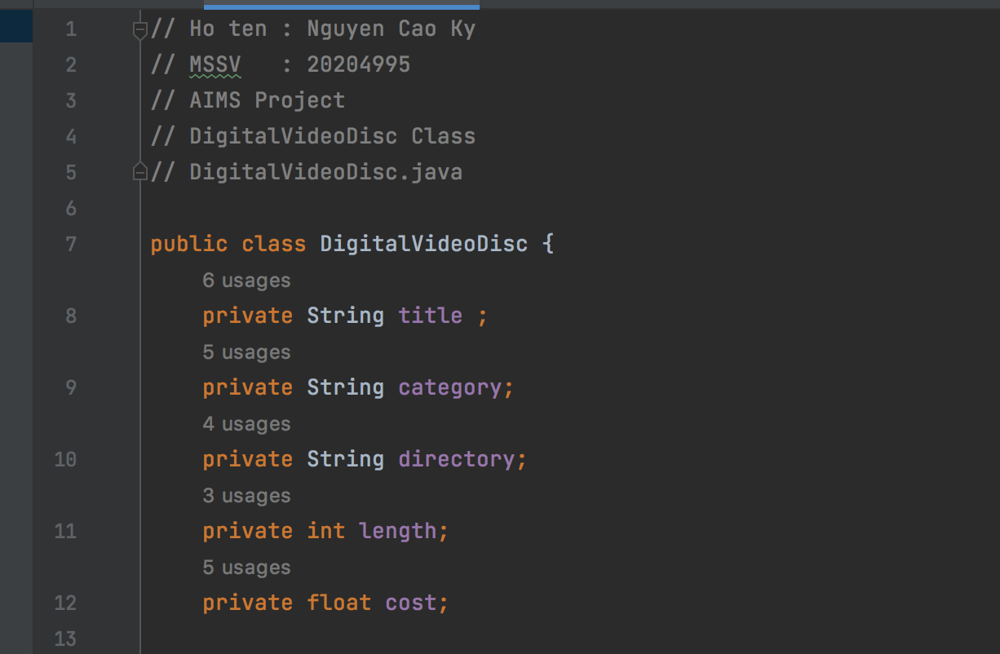 1 // Ho ten : Nguyen Cao Ky
2 // MSSV   : 20204995
3 // AIMS Project
4 // DigitalVideoDisc Class
5 // DigitalVideoDisc.java
6
7 public class DigitalVideoDisc {
6 usages
8 private String title ;
5 usages
9 private String category;
4 usages
10 private String directory;
3 usages
11 private int length;
5 usages
12 private float cost;
13